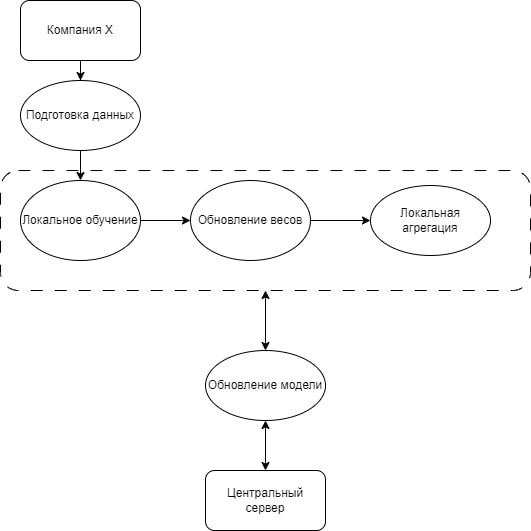 Компания X
Подготовка данных
Локальное обучение
Обновление весов
Локальная
агрегация
Обновление модели
Центральный
сервер